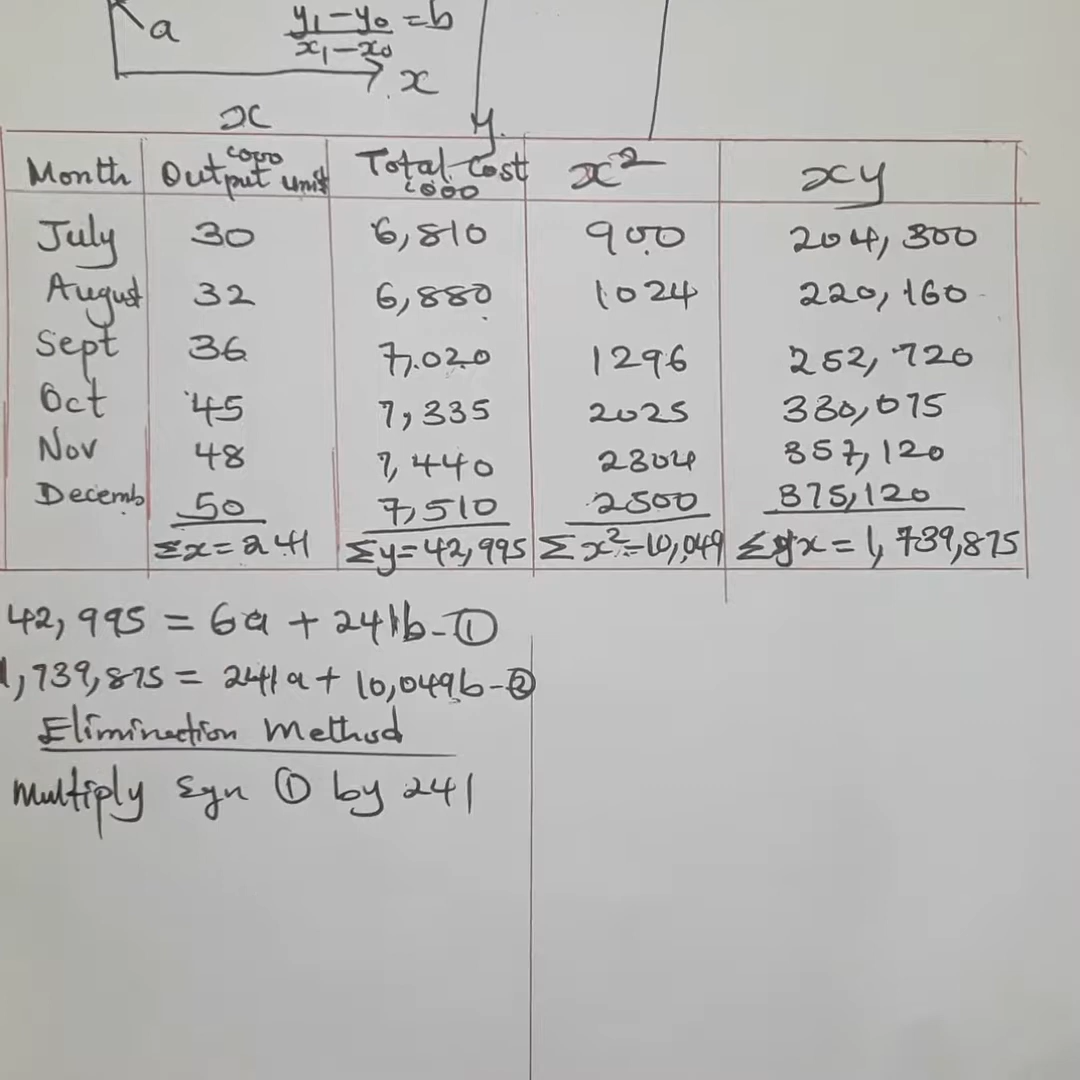 a
y₁-y₀ = b
x₁-x₀
x
x y
Month Output unit Total Cost x² xy
'000 '000
July 30 6,810 900 204,300
August 32 6,880 1024 220,160
Sept 36 7,020 1296 252,720
Oct 45 7,335 2025 330,075
Nov 48 7,440 2304 357,120
Decemb 50 7,510 2500 375,120
Σx = 241 Σy = 42,995 Σx² = 10,049 Σyx = 1,739,875
42,995 = 6a + 241b - ①
1,739,875 = 241a + 10,049b - ②
Elimination Method
Multiply Eqn ① by 241